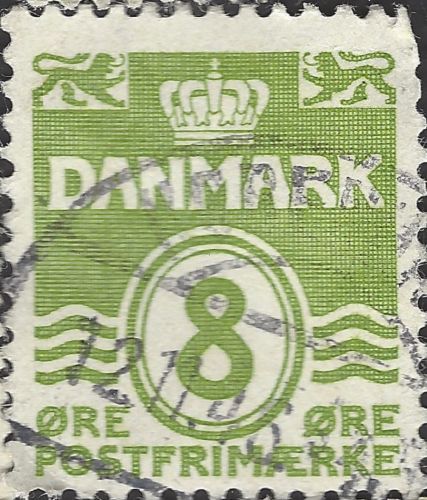 DANMARK
8
ØRE ØRE
POSTFRIMÆRKE